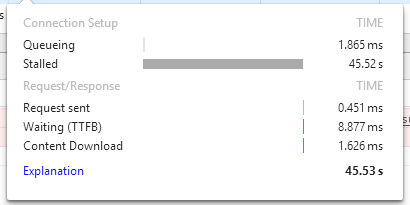 Connection Setup TIME
Queueing 1.865 ms
Stalled 45.52 s
Request/Response TIME
Request sent 0.451 ms
Waiting (TTFB) 8.877 ms
Content Download 1.626 ms
Explanation 45.53 s